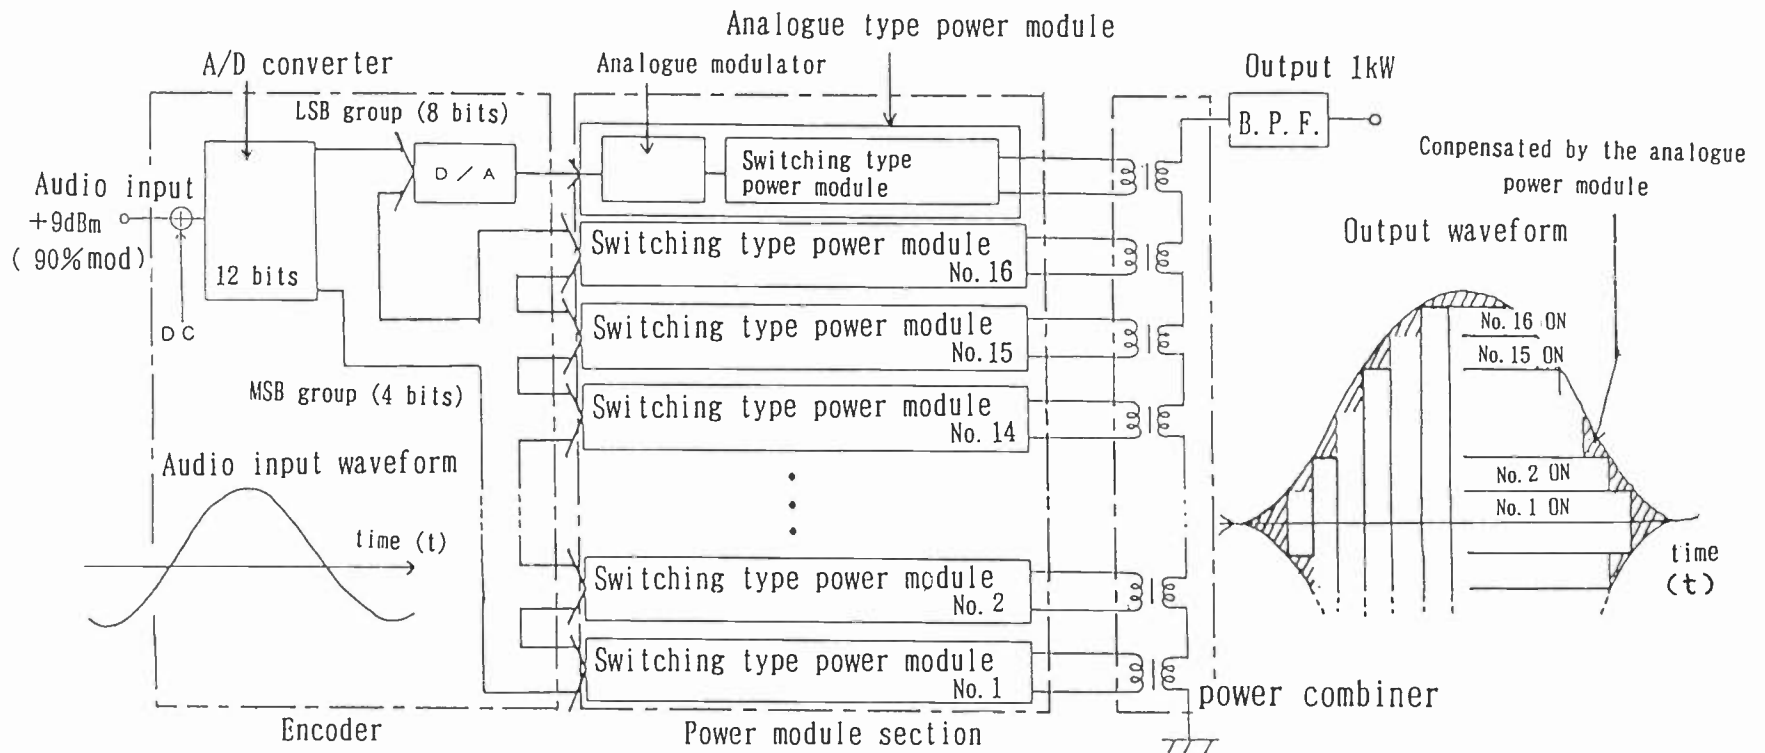 Analogue type power module
A/D converter
Analogue modulator
Output 1kW
LSB group (8 bits)
B. P. F.
D / A
Switching type
power module
Conpensated by the analogue
power module
Audio input
+9dBm
( 90%mod)
12 bits
DC
Switching type power module
No. 16
Output waveform
Switching type power module
No. 15
No. 16 ON
No. 15 ON
MSB group (4 bits)
Switching type power module
No. 14
Audio input waveform
time (t)
No. 2 ON
No. 1 ON
time
(t)
Switching type power module
No. 2
Switching type power module
No. 1
power combiner
Encoder
Power module section